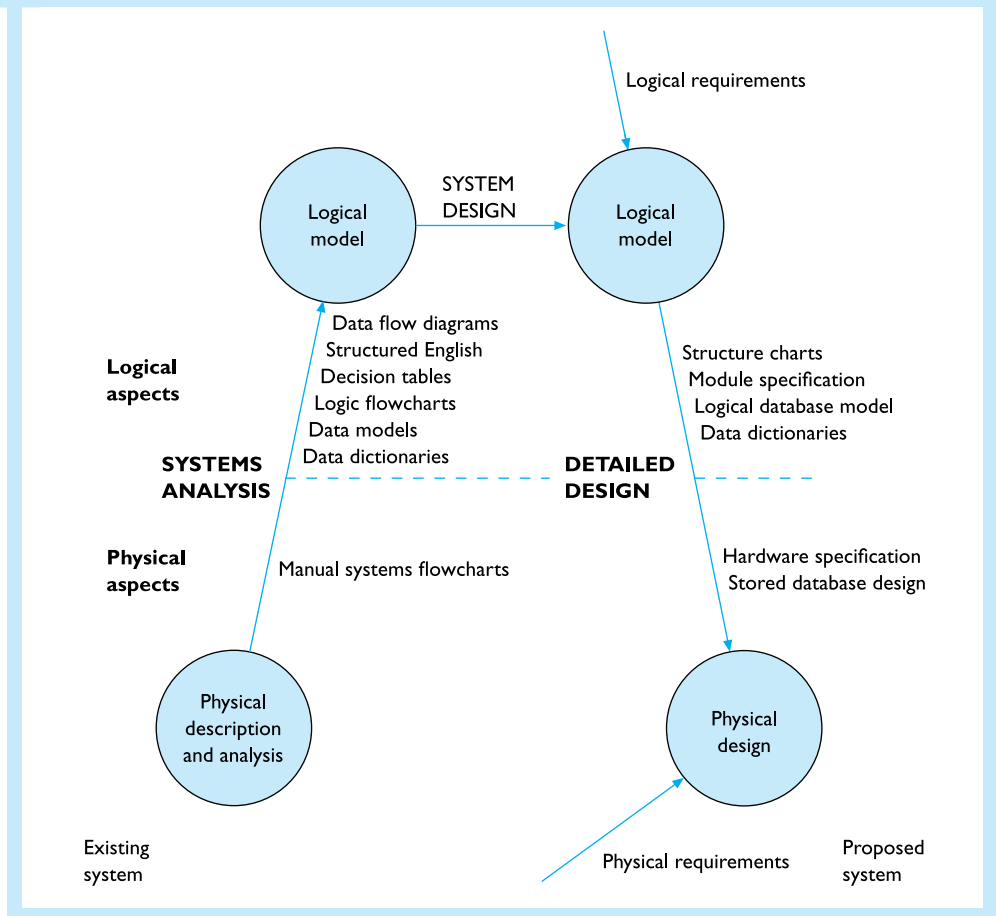 Logical requirements
SYSTEM
DESIGN
Logical
model
Logical
model
Data flow diagrams
Structured English
Decision tables
Logic flowcharts
Data models
Data dictionaries
Logical
aspects
Structure charts
Module specification
Logical database model
Data dictionaries
SYSTEMS
ANALYSIS
DETAILED
DESIGN
Physical
aspects
Manual systems flowcharts
Hardware specification
Stored database design
Physical
description
and analysis
Physical
design
Existing
system
Physical requirements
Proposed
system